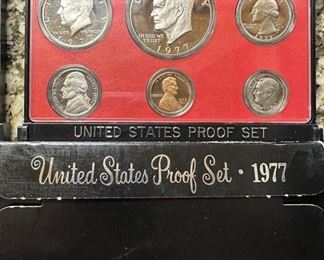 IN GOD WE TRUST
1977
UNITED STATES PROOF SET
United States Proof Set · 1977